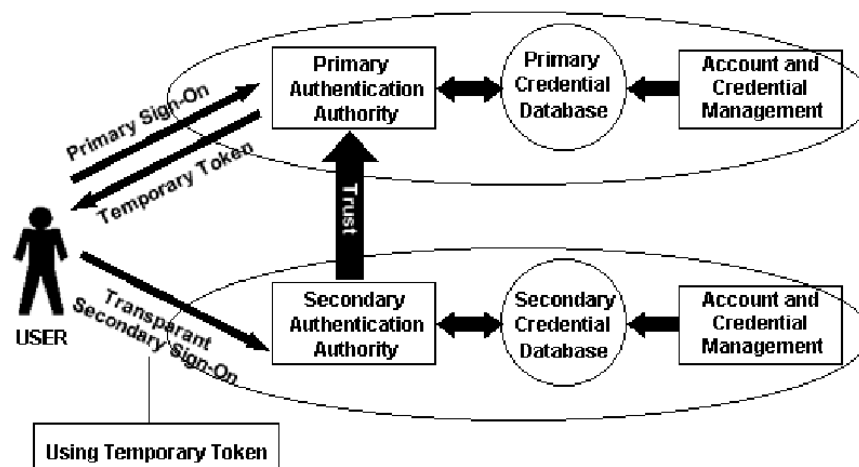 Primary
Authentication
Authority
Primary
Credential
Database
Account and
Credential
Management
Primary Sign-On
Temporary Token
Trust
USER
Transparant
Secondary Sign-On
Secondary
Authentication
Authority
Secondary
Credential
Database
Account and
Credential
Management
Using Temporary Token